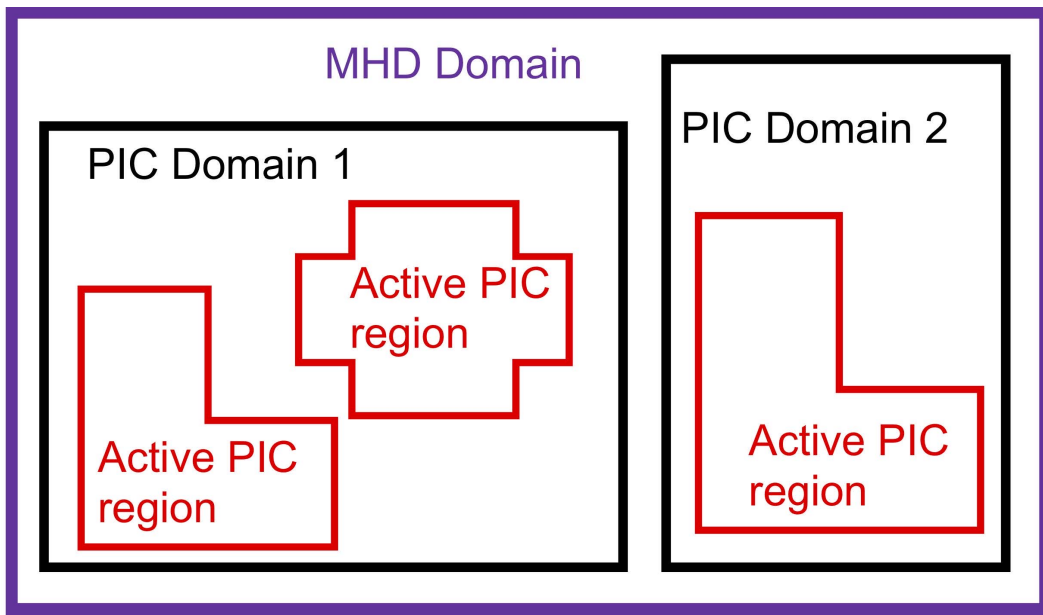 MHD Domain
PIC Domain 1
Active PIC
region
Active PIC
region
PIC Domain 2
Active PIC
region